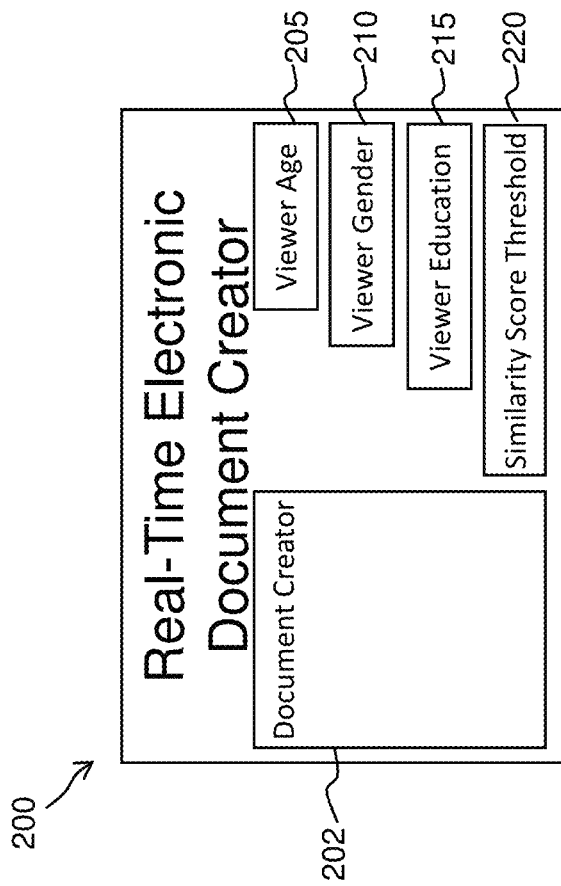 200
Real-Time Electronic
Document Creator
202
Document Creator
Viewer Age
205
Viewer Gender
210
Viewer Education
215
Similarity Score Threshold
220